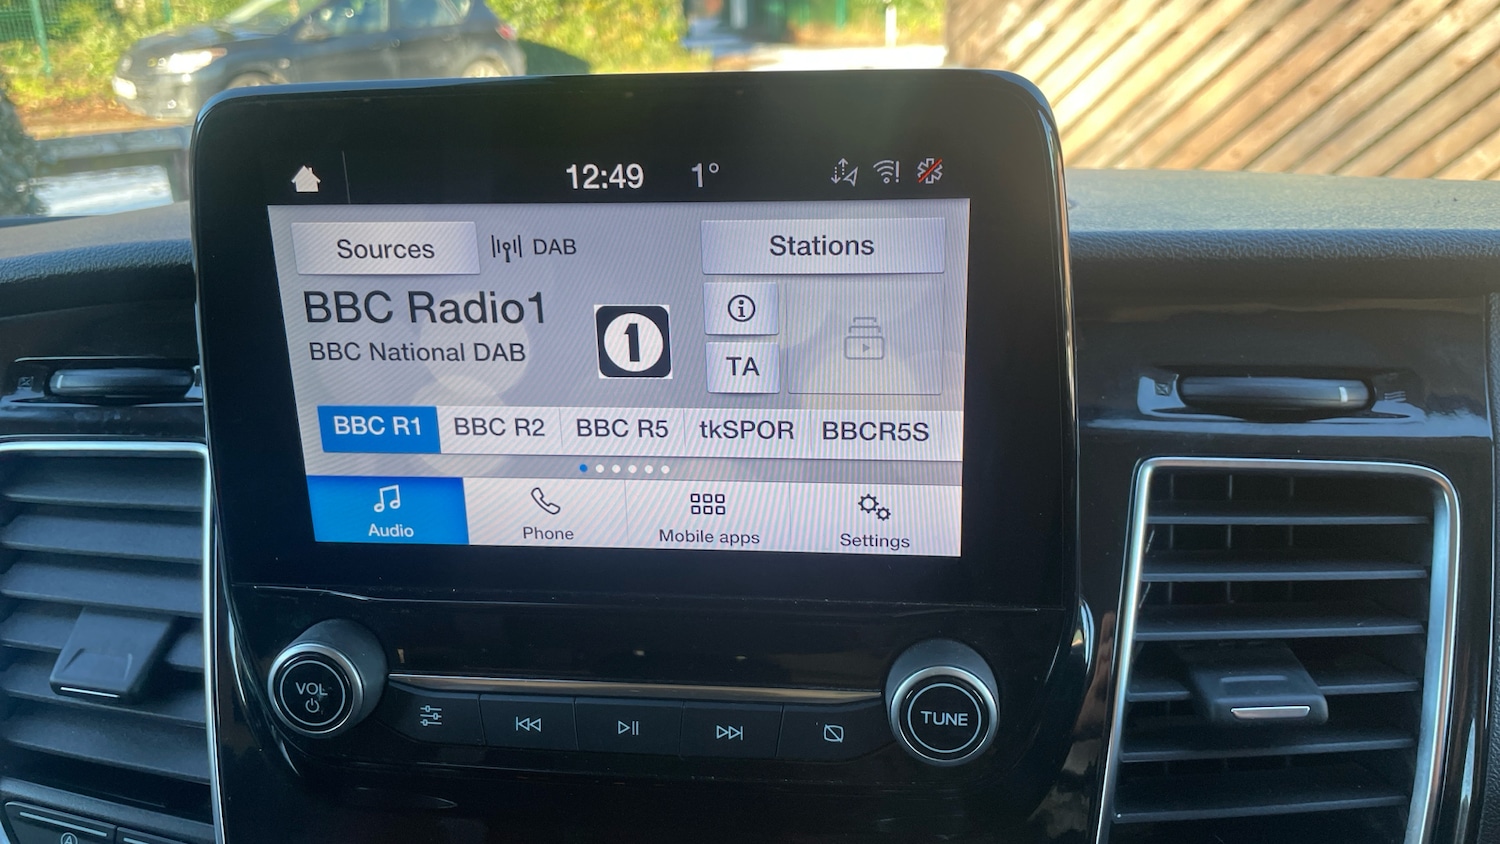 12:49 1°
Sources DAB Stations
BBC Radio1
BBC National DAB
1
TA
BBC R1 BBC R2 BBC R5 tkSPOR BBCR5S
Audio Phone Mobile apps Settings
VOL
TUNE
A